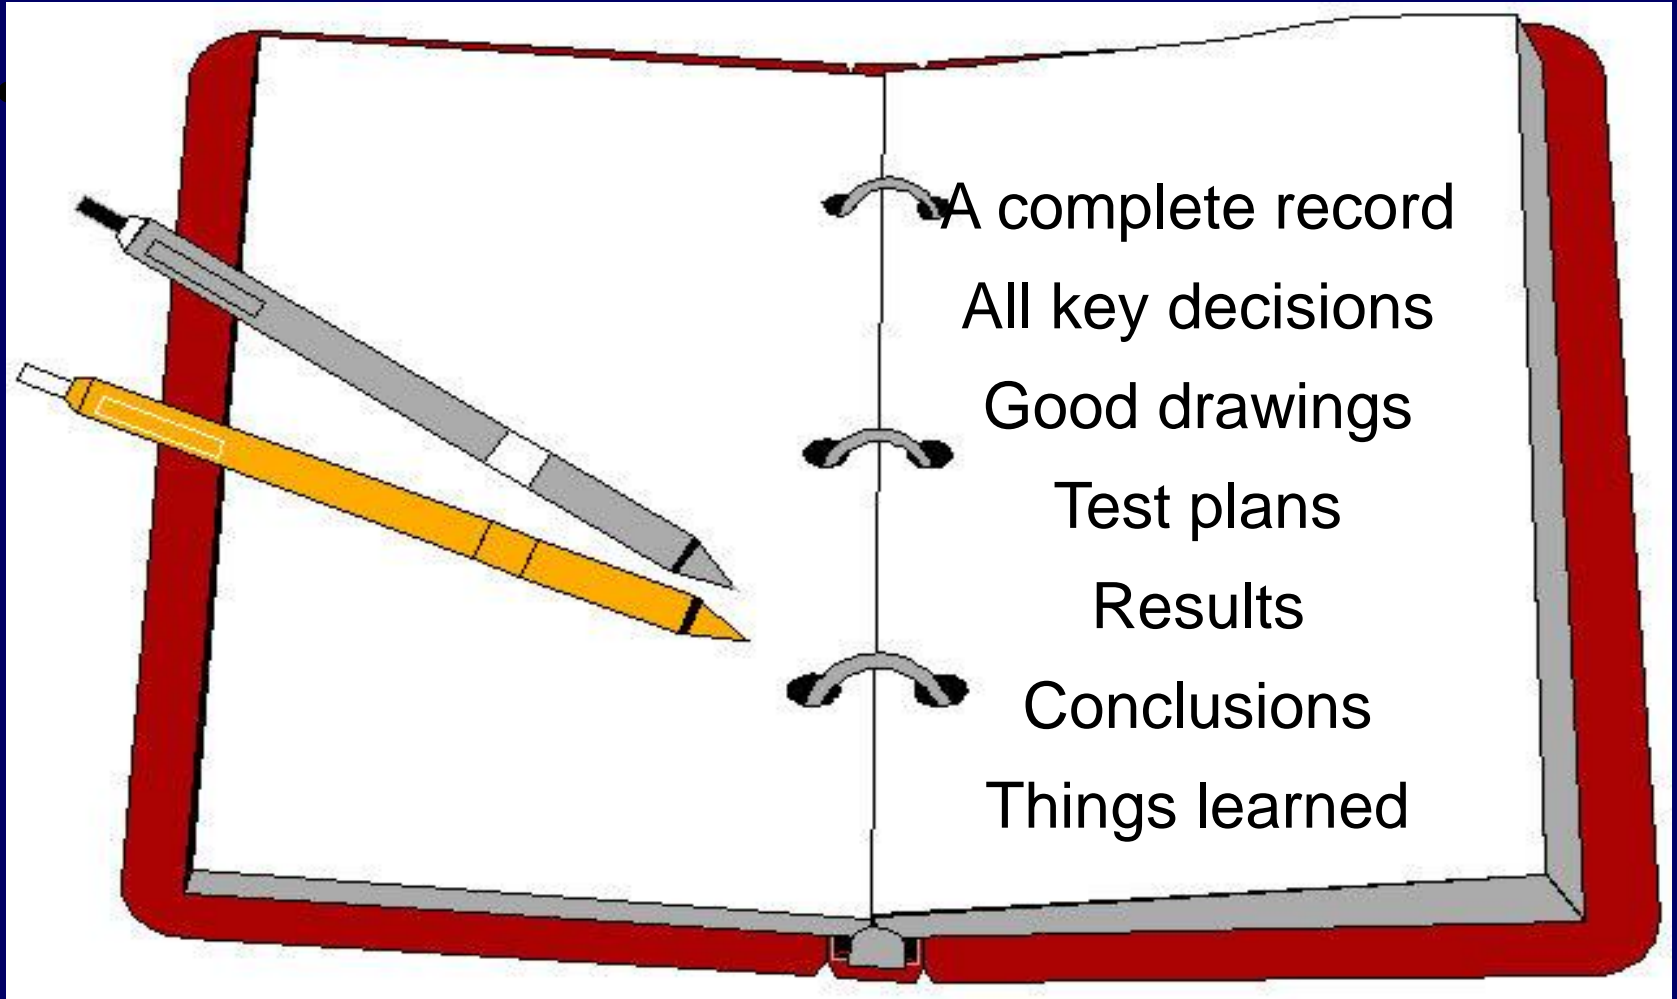 A complete record
All key decisions
Good drawings
Test plans
Results
Conclusions
Things learned